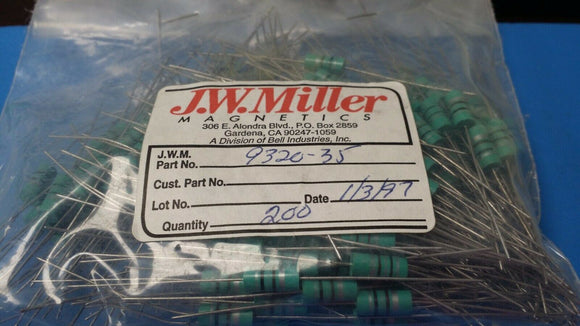 J.W.Miller
MAGNETICS
306 E. Alondra Blvd., P.O. Box 2859
Gardena, CA 90247-1059
A Division of Bell Industries, Inc.
J.W.M.
Part No. 9320-35
Cust. Part No.
Lot No. Date 1/3/97
Quantity 200